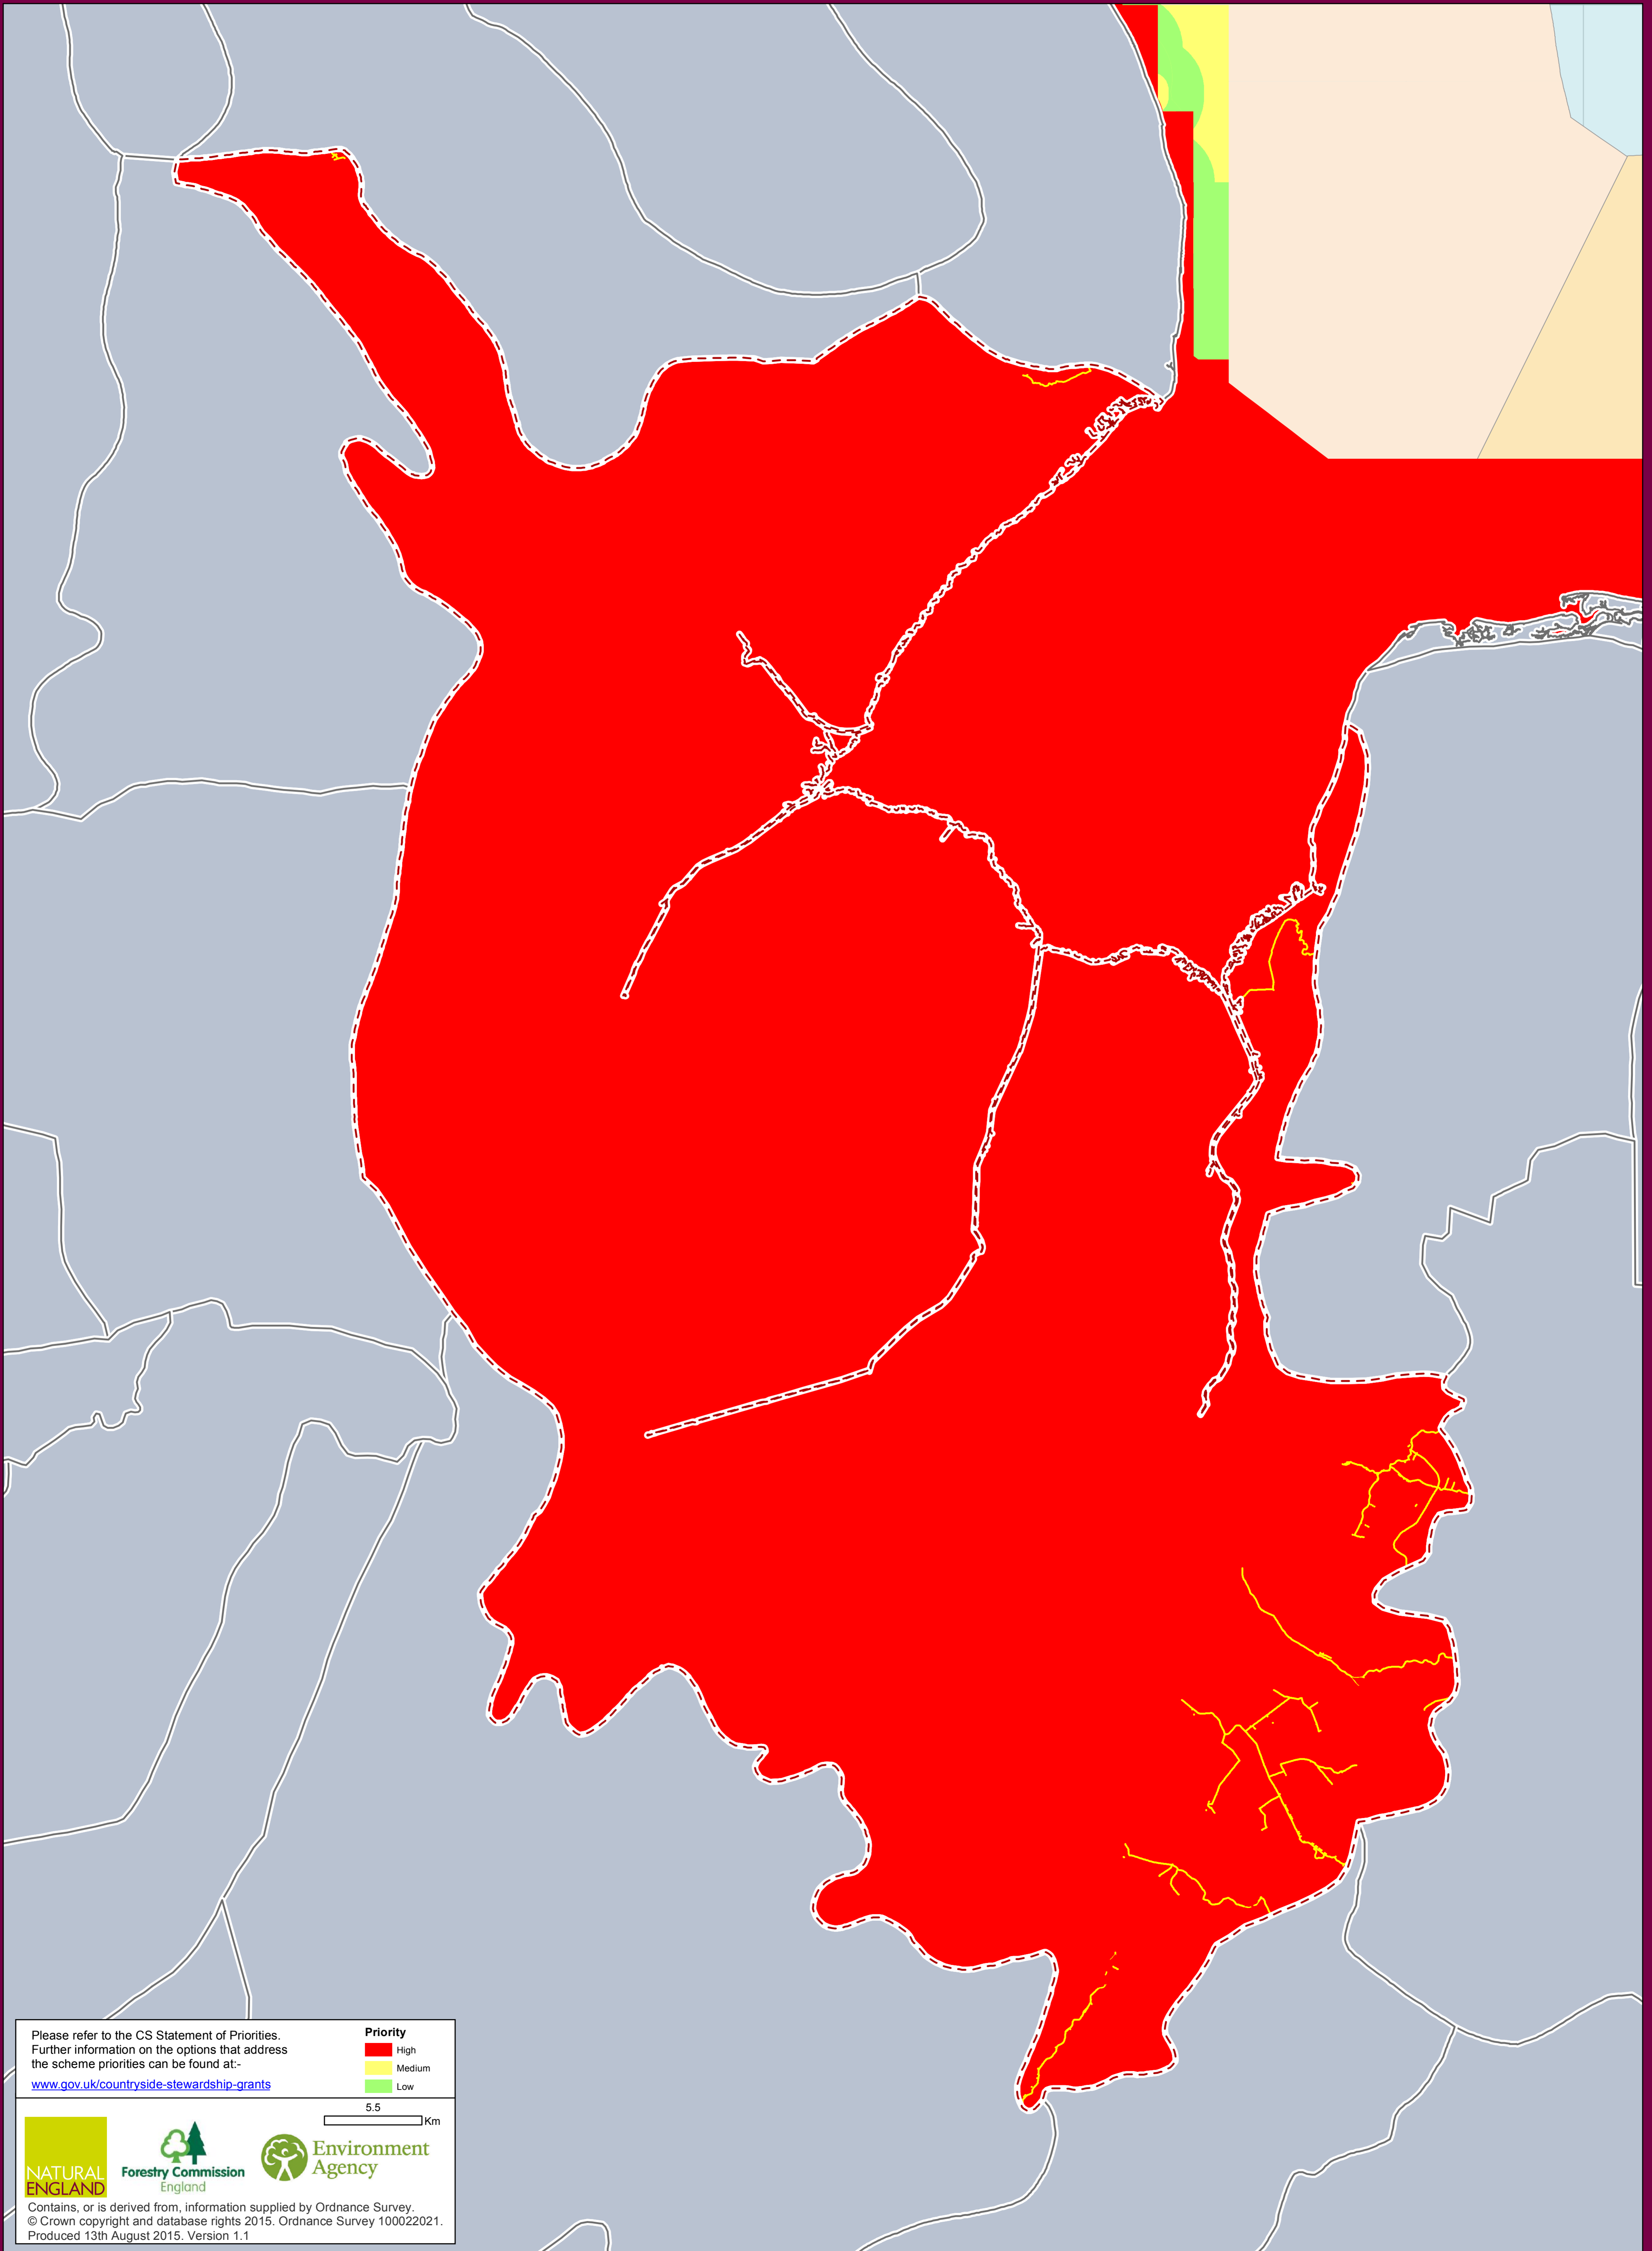 Please refer to the CS Statement of Priorities.
Further information on the options that address
the scheme priorities can be found at:-
www.gov.uk/countryside-stewardship-grants
Priority
High
Medium
Low
5.5
Km
NATURAL
ENGLAND
Forestry Commission
England
Environment
Agency
Contains, or is derived from, information supplied by Ordnance Survey.
© Crown copyright and database rights 2015. Ordnance Survey 100022021.
Produced 13th August 2015. Version 1.1